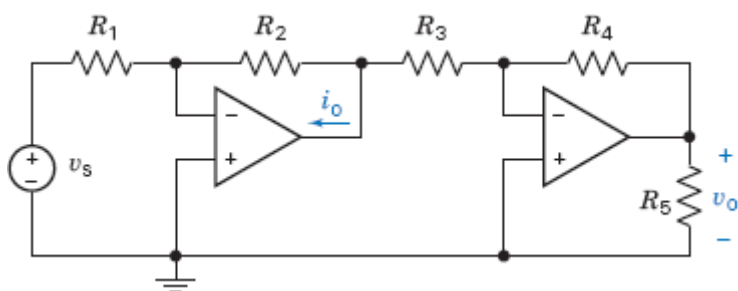 R₁ R₂ R₃ R₄
iₒ
− + − +
+ − vₛ
R₅ + vₒ −